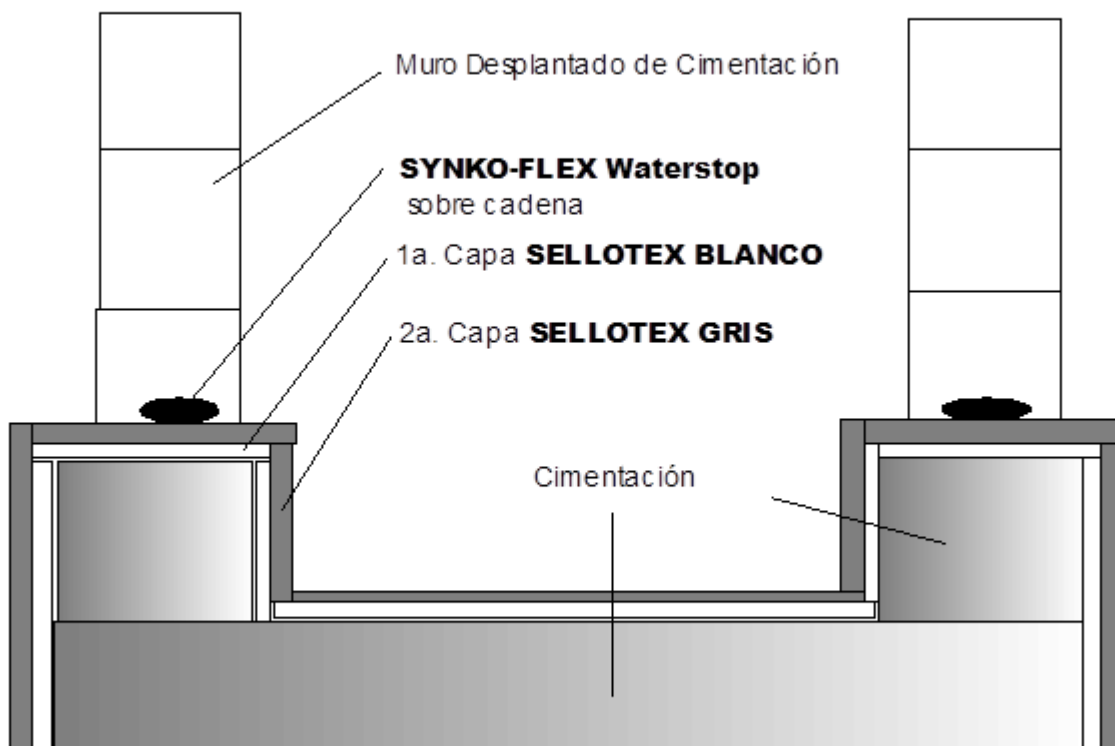 Muro Desplantado de Cimentación
SYNKO-FLEX Waterstop
sobre cadena
1a. Capa SELLOTEX BLANCO
2a. Capa SELLOTEX GRIS
Cimentación